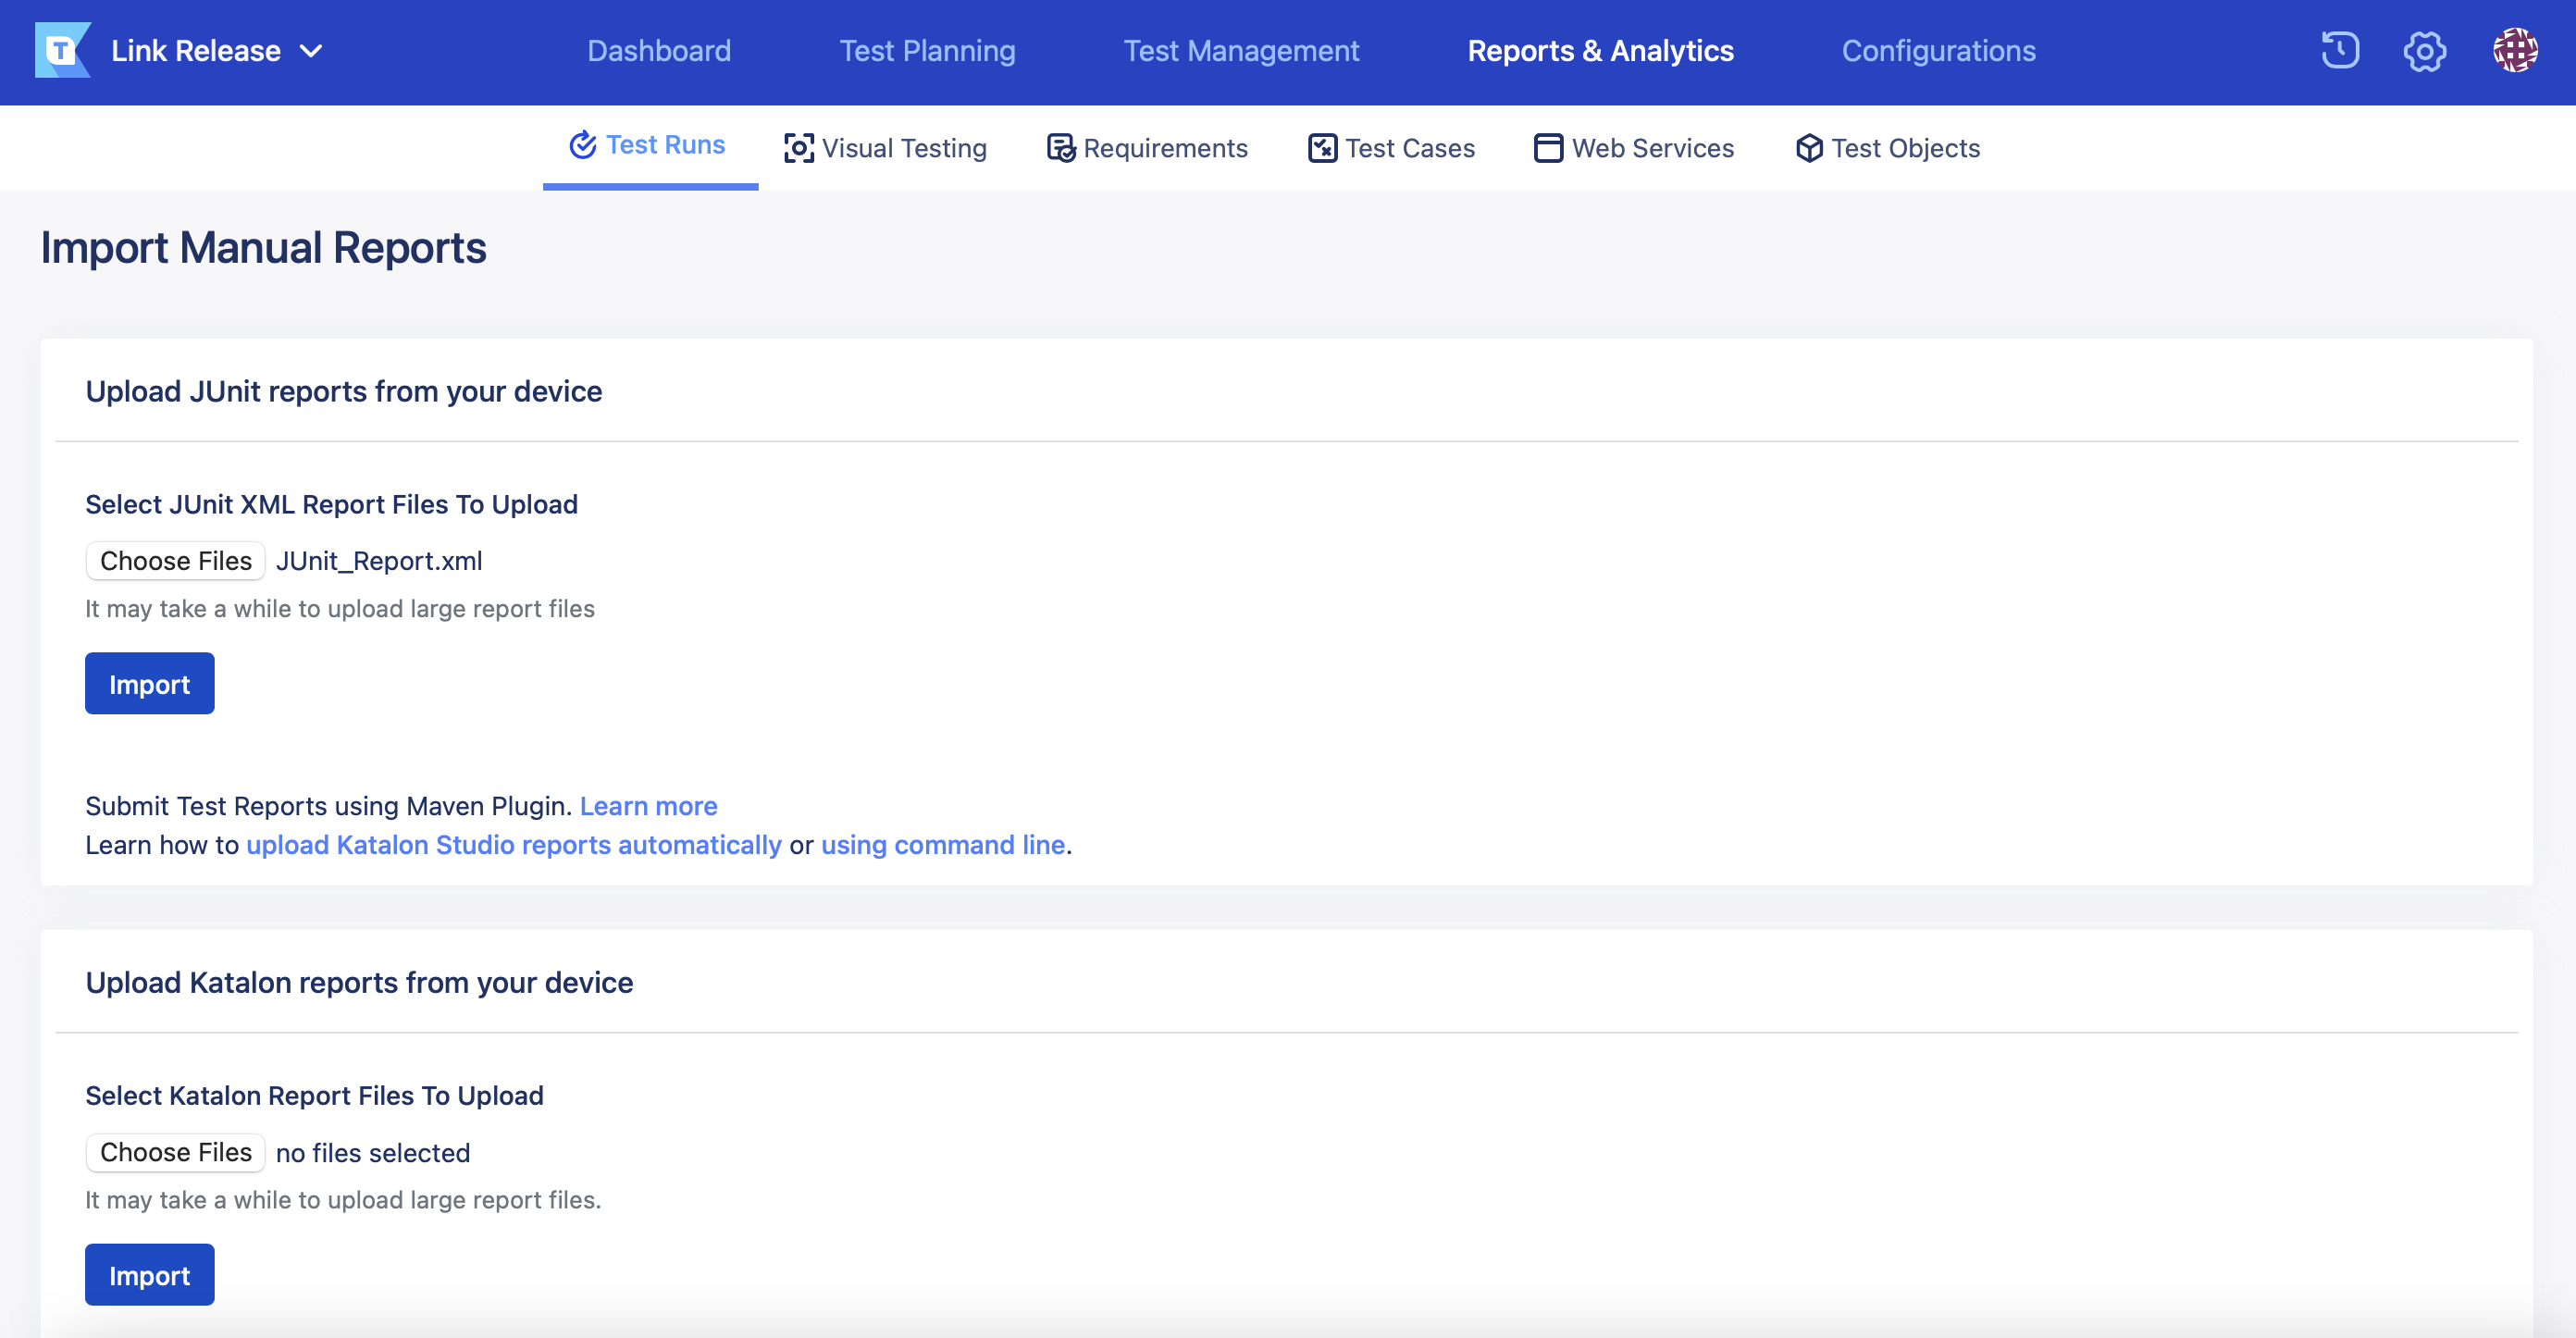 T Link Release
Dashboard Test Planning Test Management Reports & Analytics Configurations
Test Runs Visual Testing Requirements Test Cases Web Services Test Objects
Import Manual Reports
Upload JUnit reports from your device
Select JUnit XML Report Files To Upload
Choose Files JUnit_Report.xml
It may take a while to upload large report files
Import
Submit Test Reports using Maven Plugin. Learn more
Learn how to upload Katalon Studio reports automatically or using command line.
Upload Katalon reports from your device
Select Katalon Report Files To Upload
Choose Files no files selected
It may take a while to upload large report files.
Import